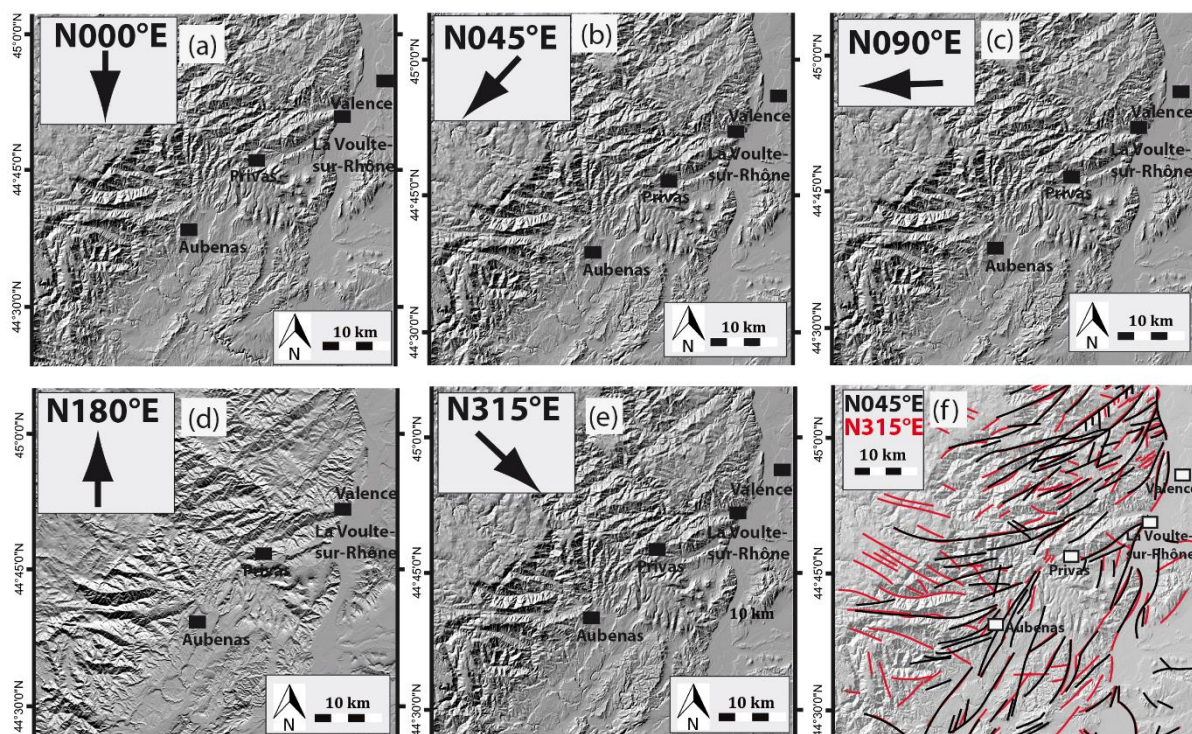 N000°E
(a)
45°0'0"N
44°45'0"N
44°30'0"N
Valence
La Voulte-
sur-Rhône
Privas
Aubenas
N
10 km
N045°E
(b)
45°0'0"N
44°45'0"N
44°30'0"N
Valence
La Voulte-
sur-Rhône
Privas
Aubenas
N
10 km
N090°E
(c)
45°0'0"N
44°45'0"N
44°30'0"N
Valence
La Voulte-
sur-Rhône
Privas
Aubenas
N
10 km
N180°E
(d)
45°0'0"N
44°45'0"N
44°30'0"N
Valence
La Voulte-
sur-Rhône
Privas
Aubenas
N
10 km
N315°E
(e)
45°0'0"N
44°45'0"N
44°30'0"N
Valence
La Voulte-
sur-Rhône
Privas
10 km
Aubenas
N
10 km
N045°E
N315°E
(f)
10 km
45°0'0"N
44°45'0"N
44°30'0"N
Valence
La Voulte-
sur-Rhône
Privas
Aubenas